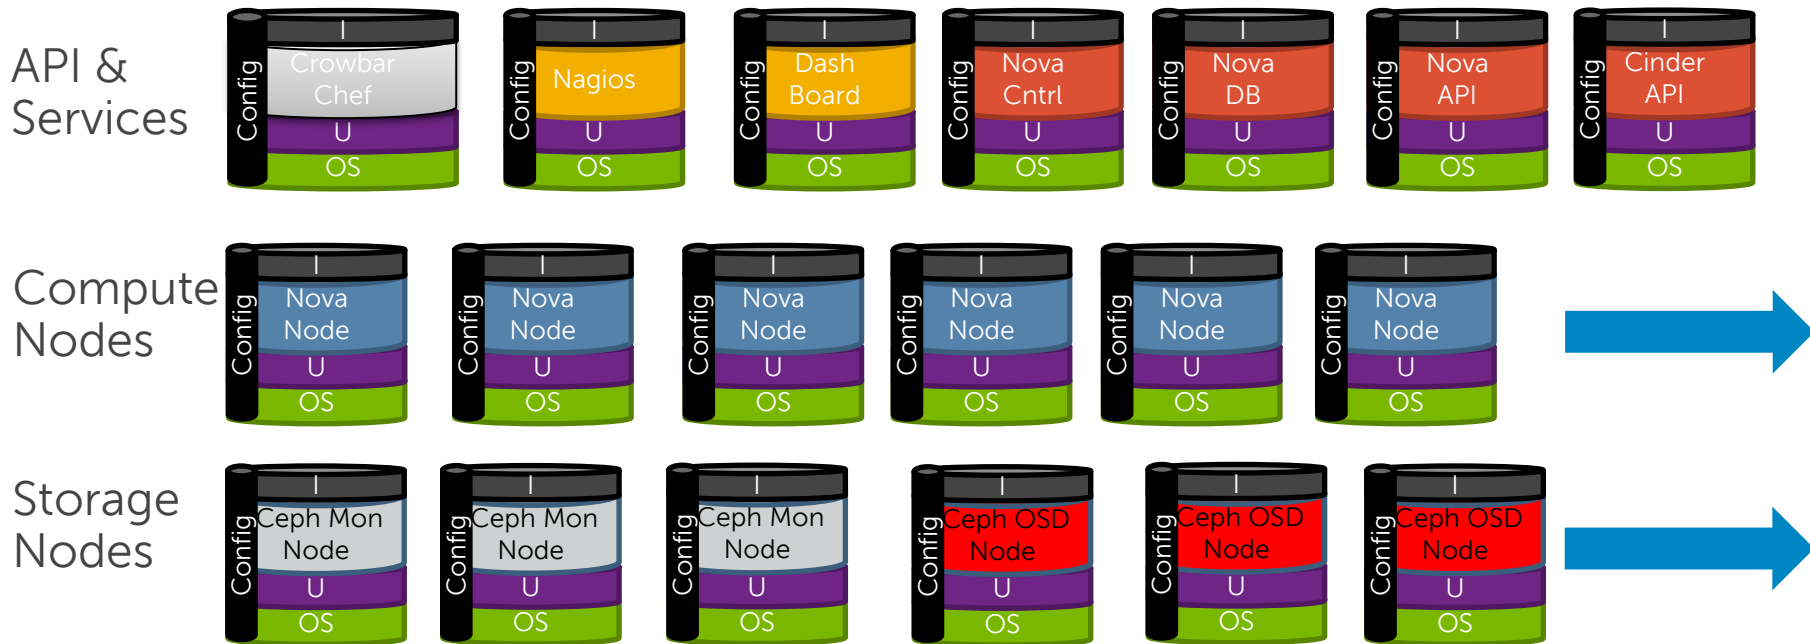 API &
Services
Config
I
Crowbar
Chef
U
OS
Config
I
Nagios
U
OS
Config
I
Dash
Board
U
OS
Config
I
Nova
Cntrl
U
OS
Config
I
Nova
DB
U
OS
Config
I
Nova
API
U
OS
Config
I
Cinder
API
U
OS
Compute
Nodes
Config
I
Nova
Node
U
OS
Config
I
Nova
Node
U
OS
Config
I
Nova
Node
U
OS
Config
I
Nova
Node
U
OS
Config
I
Nova
Node
U
OS
Config
I
Nova
Node
U
OS
Storage
Nodes
Config
I
Ceph Mon
Node
U
OS
Config
I
Ceph Mon
Node
U
OS
Config
I
Ceph Mon
Node
U
OS
Config
I
Ceph OSD
Node
U
OS
Config
I
Ceph OSD
Node
U
OS
Config
I
Ceph OSD
Node
U
OS